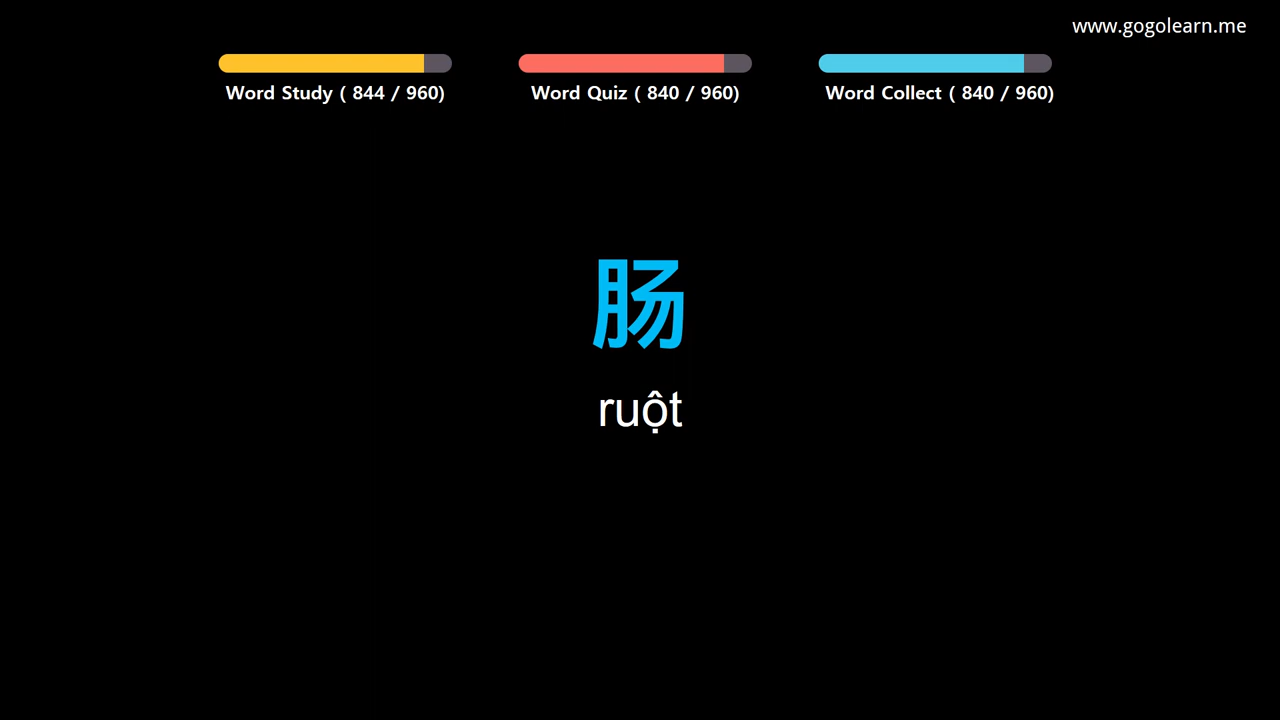 www.gogolearn.me
Word Study ( 844 / 960)
Word Quiz ( 840 / 960)
Word Collect ( 840 / 960)
肠
ruột